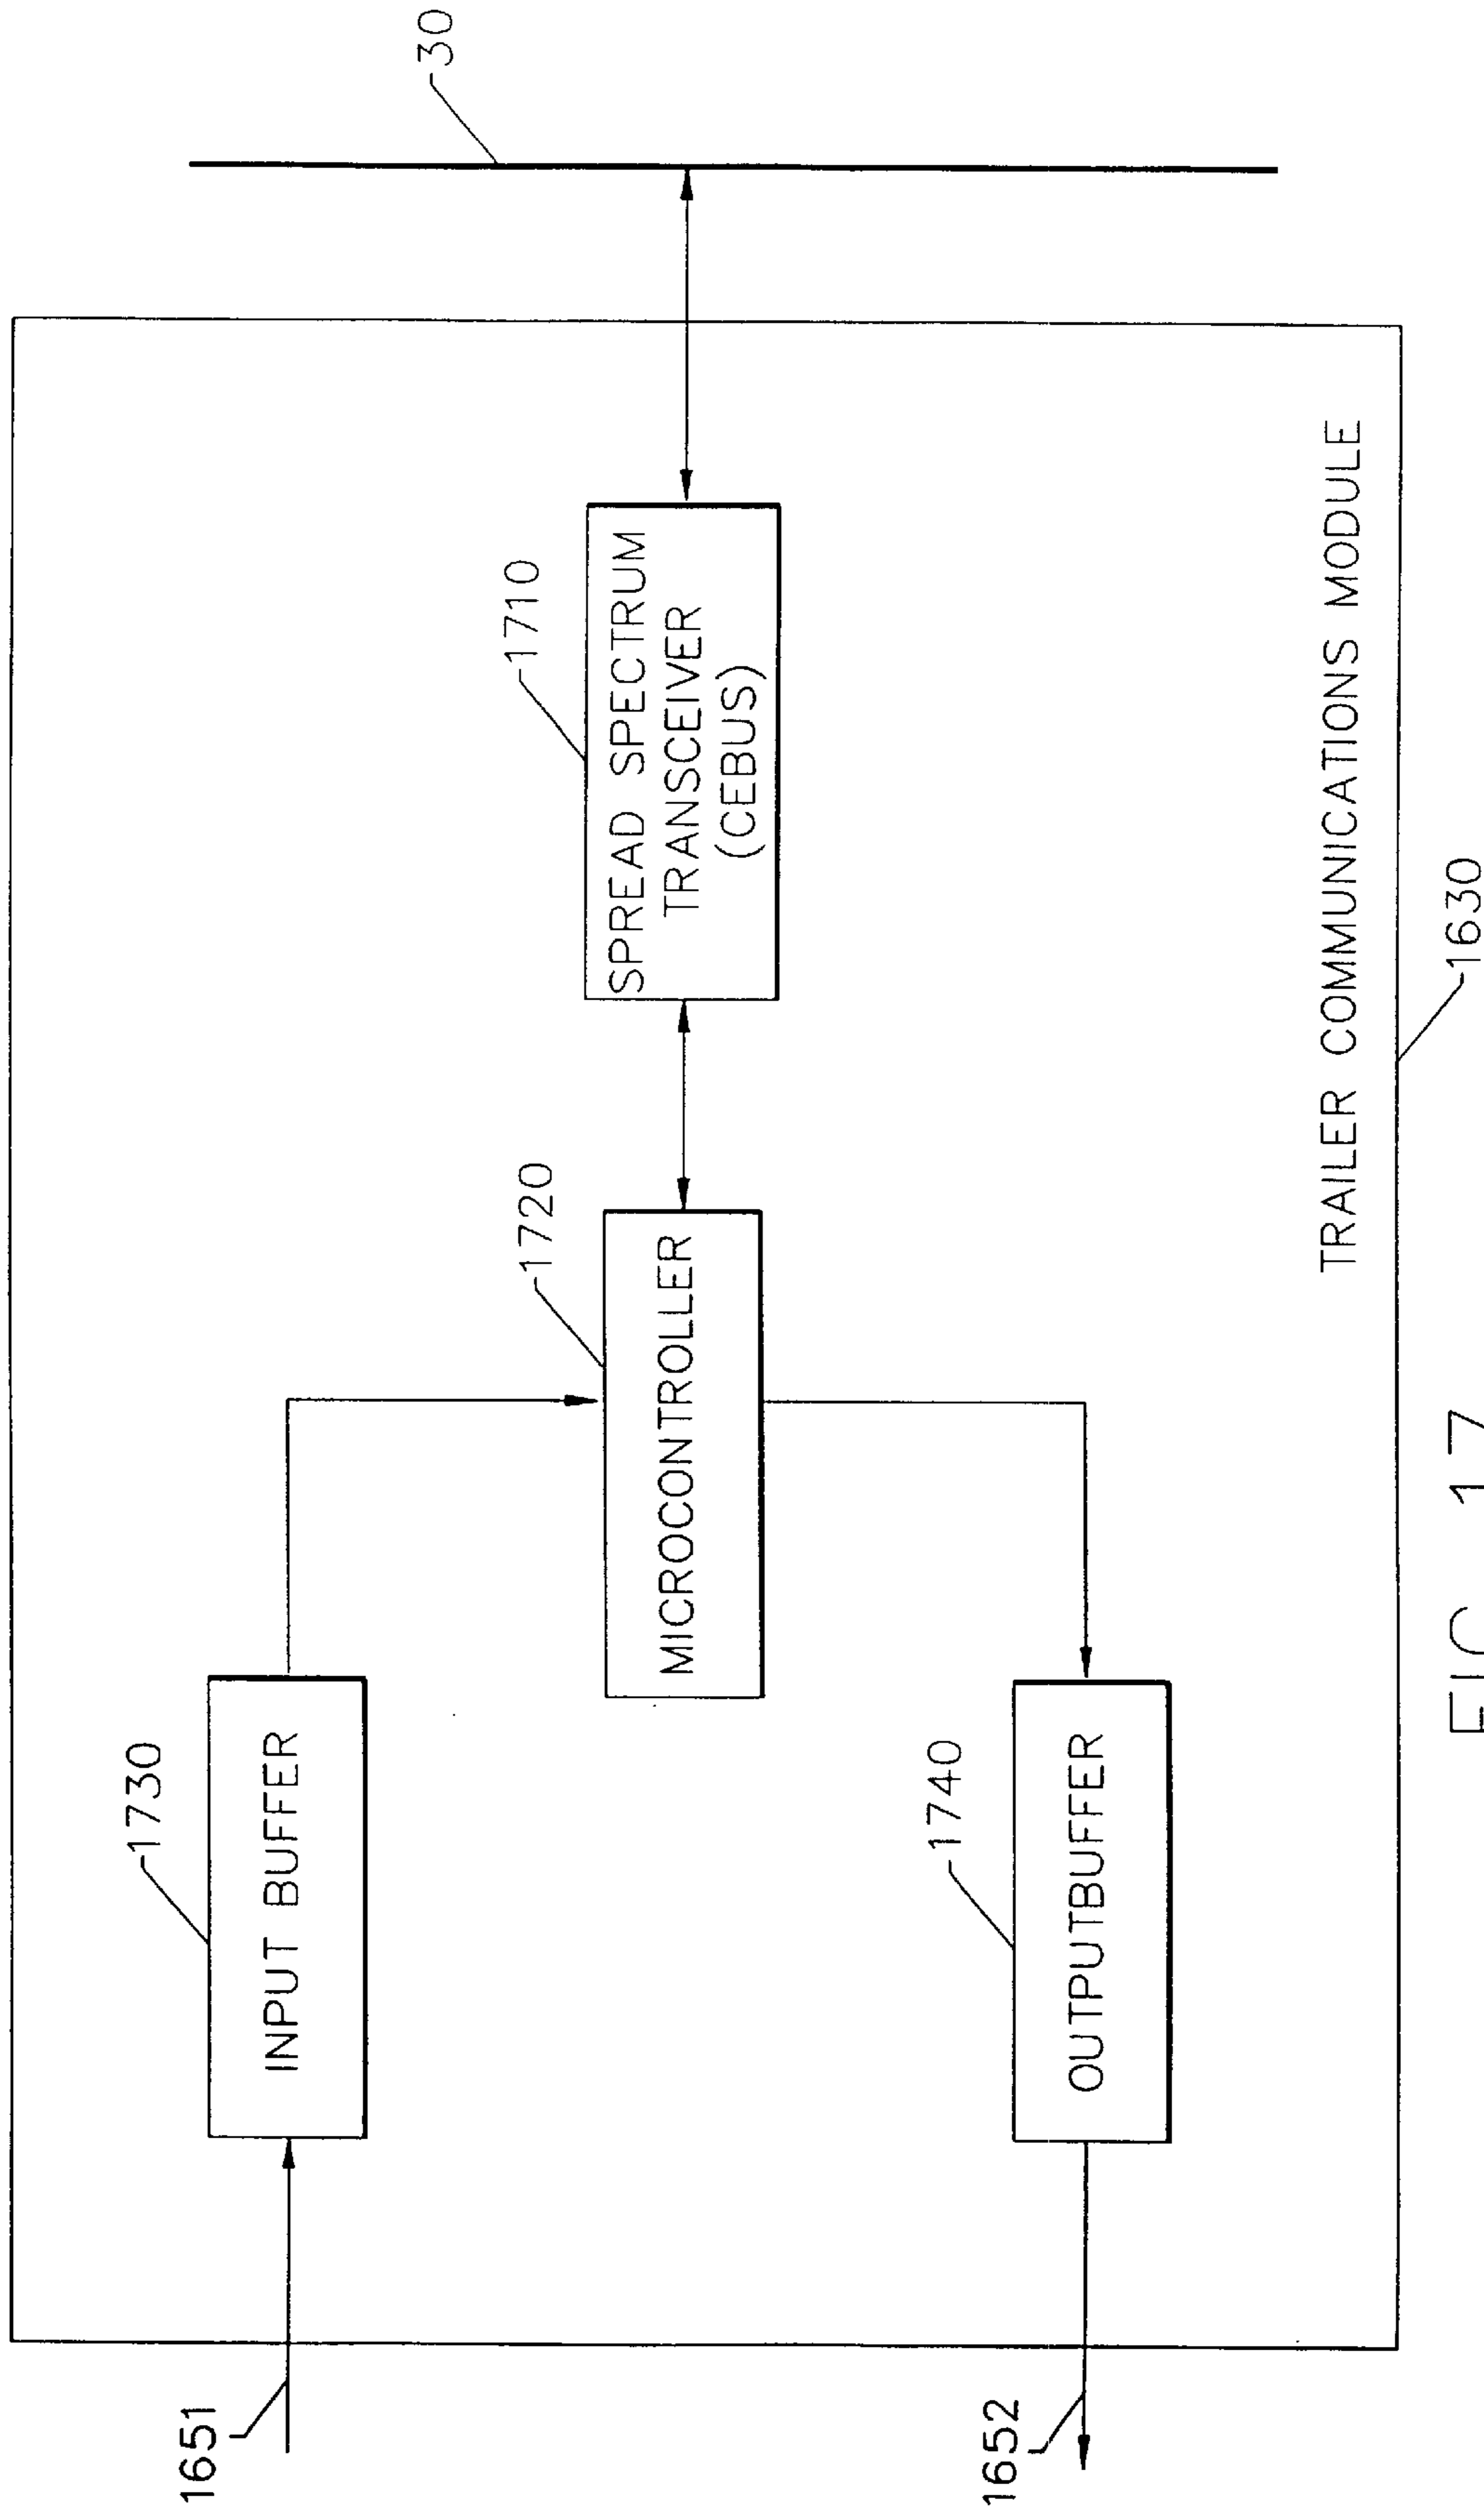 30
1710
SPREAD SPECTRUM
TRANSCEIVER
(CEBUS)
1720
MICROCONTROLLER
1730
INPUT BUFFER
1740
OUTPUTBUFFER
1651
1652
TRAILER COMMUNICATIONS MODULE
1630
FIG. 17